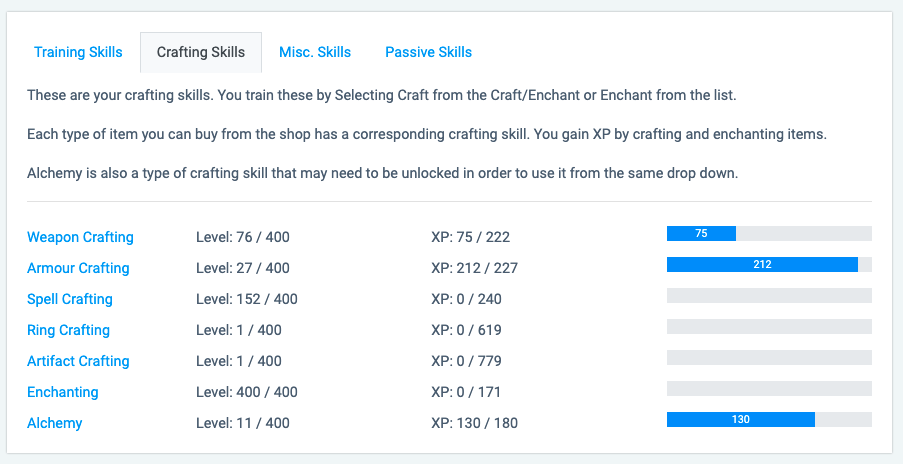 Training Skills Crafting Skills Misc. Skills Passive Skills
These are your crafting skills. You train these by Selecting Craft from the Craft/Enchant or Enchant from the list.
Each type of item you can buy from the shop has a corresponding crafting skill. You gain XP by crafting and enchanting items.
Alchemy is also a type of crafting skill that may need to be unlocked in order to use it from the same drop down.
Weapon Crafting Level: 76 / 400 XP: 75 / 222 75
Armour Crafting Level: 27 / 400 XP: 212 / 227 212
Spell Crafting Level: 152 / 400 XP: 0 / 240
Ring Crafting Level: 1 / 400 XP: 0 / 619
Artifact Crafting Level: 1 / 400 XP: 0 / 779
Enchanting Level: 400 / 400 XP: 0 / 171
Alchemy Level: 11 / 400 XP: 130 / 180 130